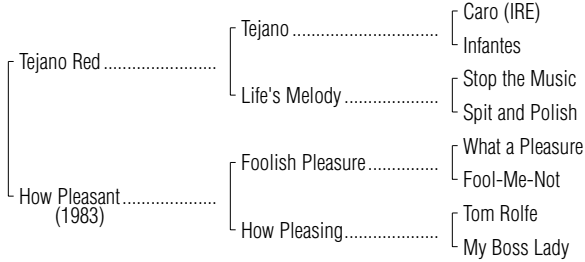 Caro (IRE)
Tejano ..............................
Infantes
Tejano Red .......................
Stop the Music
Life's Melody ...................
Spit and Polish
What a Pleasure
Foolish Pleasure ..............
Fool-Me-Not
How Pleasant ...................
(1983)
Tom Rolfe
How Pleasing ...................
My Boss Lady